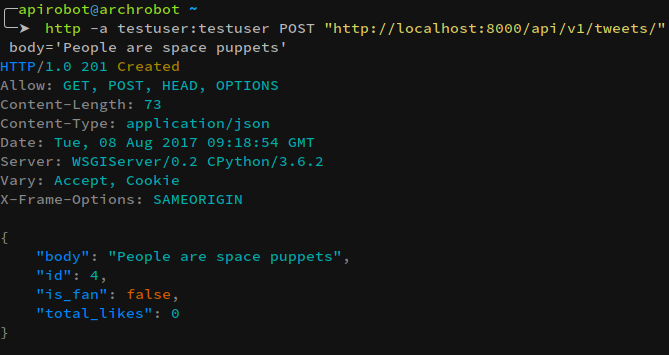 ╭─apirobot@archrobot ~
╰─➤  http -a testuser:testuser POST "http://localhost:8000/api/v1/tweets/"
 body='People are space puppets'
HTTP/1.0 201 Created
Allow: GET, POST, HEAD, OPTIONS
Content-Length: 73
Content-Type: application/json
Date: Tue, 08 Aug 2017 09:18:54 GMT
Server: WSGIServer/0.2 CPython/3.6.2
Vary: Accept, Cookie
X-Frame-Options: SAMEORIGIN

{
    "body": "People are space puppets",
    "id": 4,
    "is_fan": false,
    "total_likes": 0
}